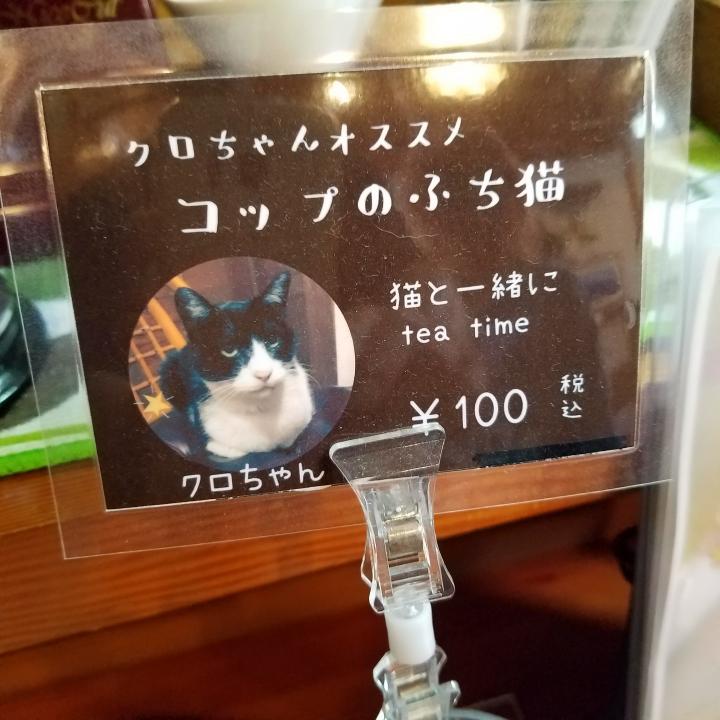 クロちゃんオススメ
コップのふち猫
猫と一緒に
tea time
¥100 税込
クロちゃん